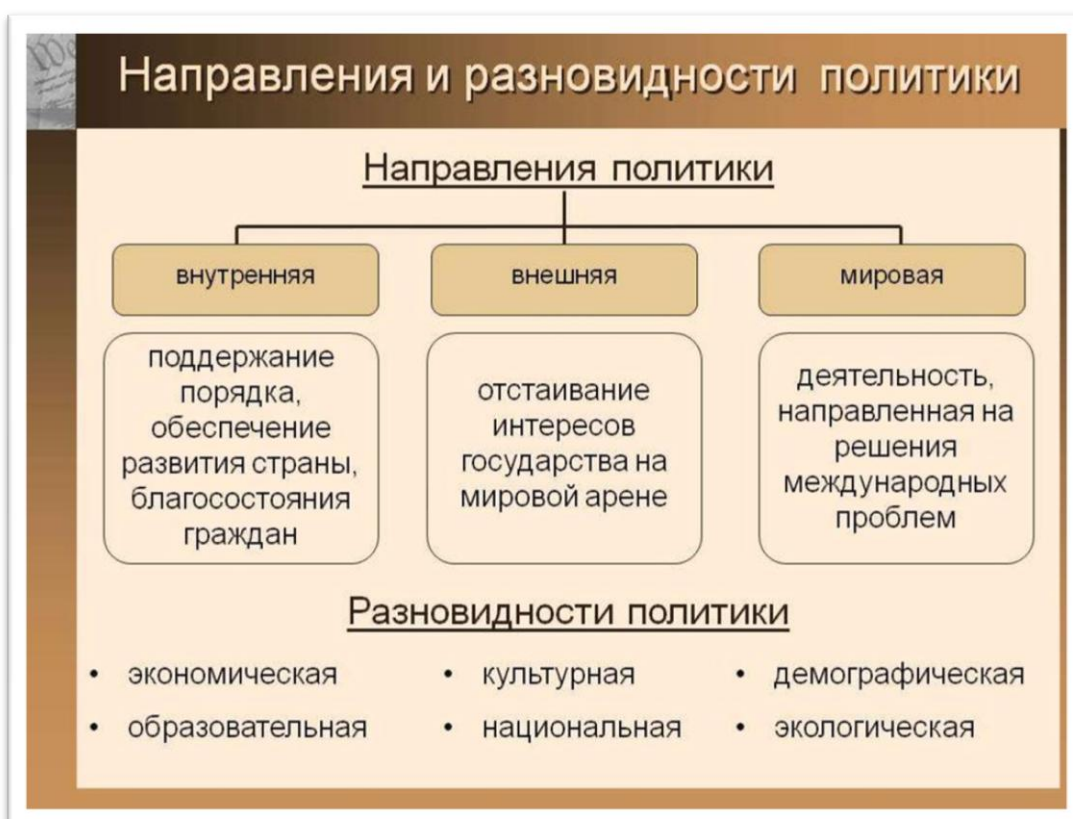 Направления и разновидности политики
Направления политики
внутренняя
внешняя
мировая
поддержание
порядка,
обеспечение
развития страны,
благосостояния
граждан
отстаивание
интересов
государства на
мировой арене
деятельность,
направленная на
решения
международных
проблем
Разновидности политики
• экономическая
• культурная
• демографическая
• образовательная
• национальная
• экологическая